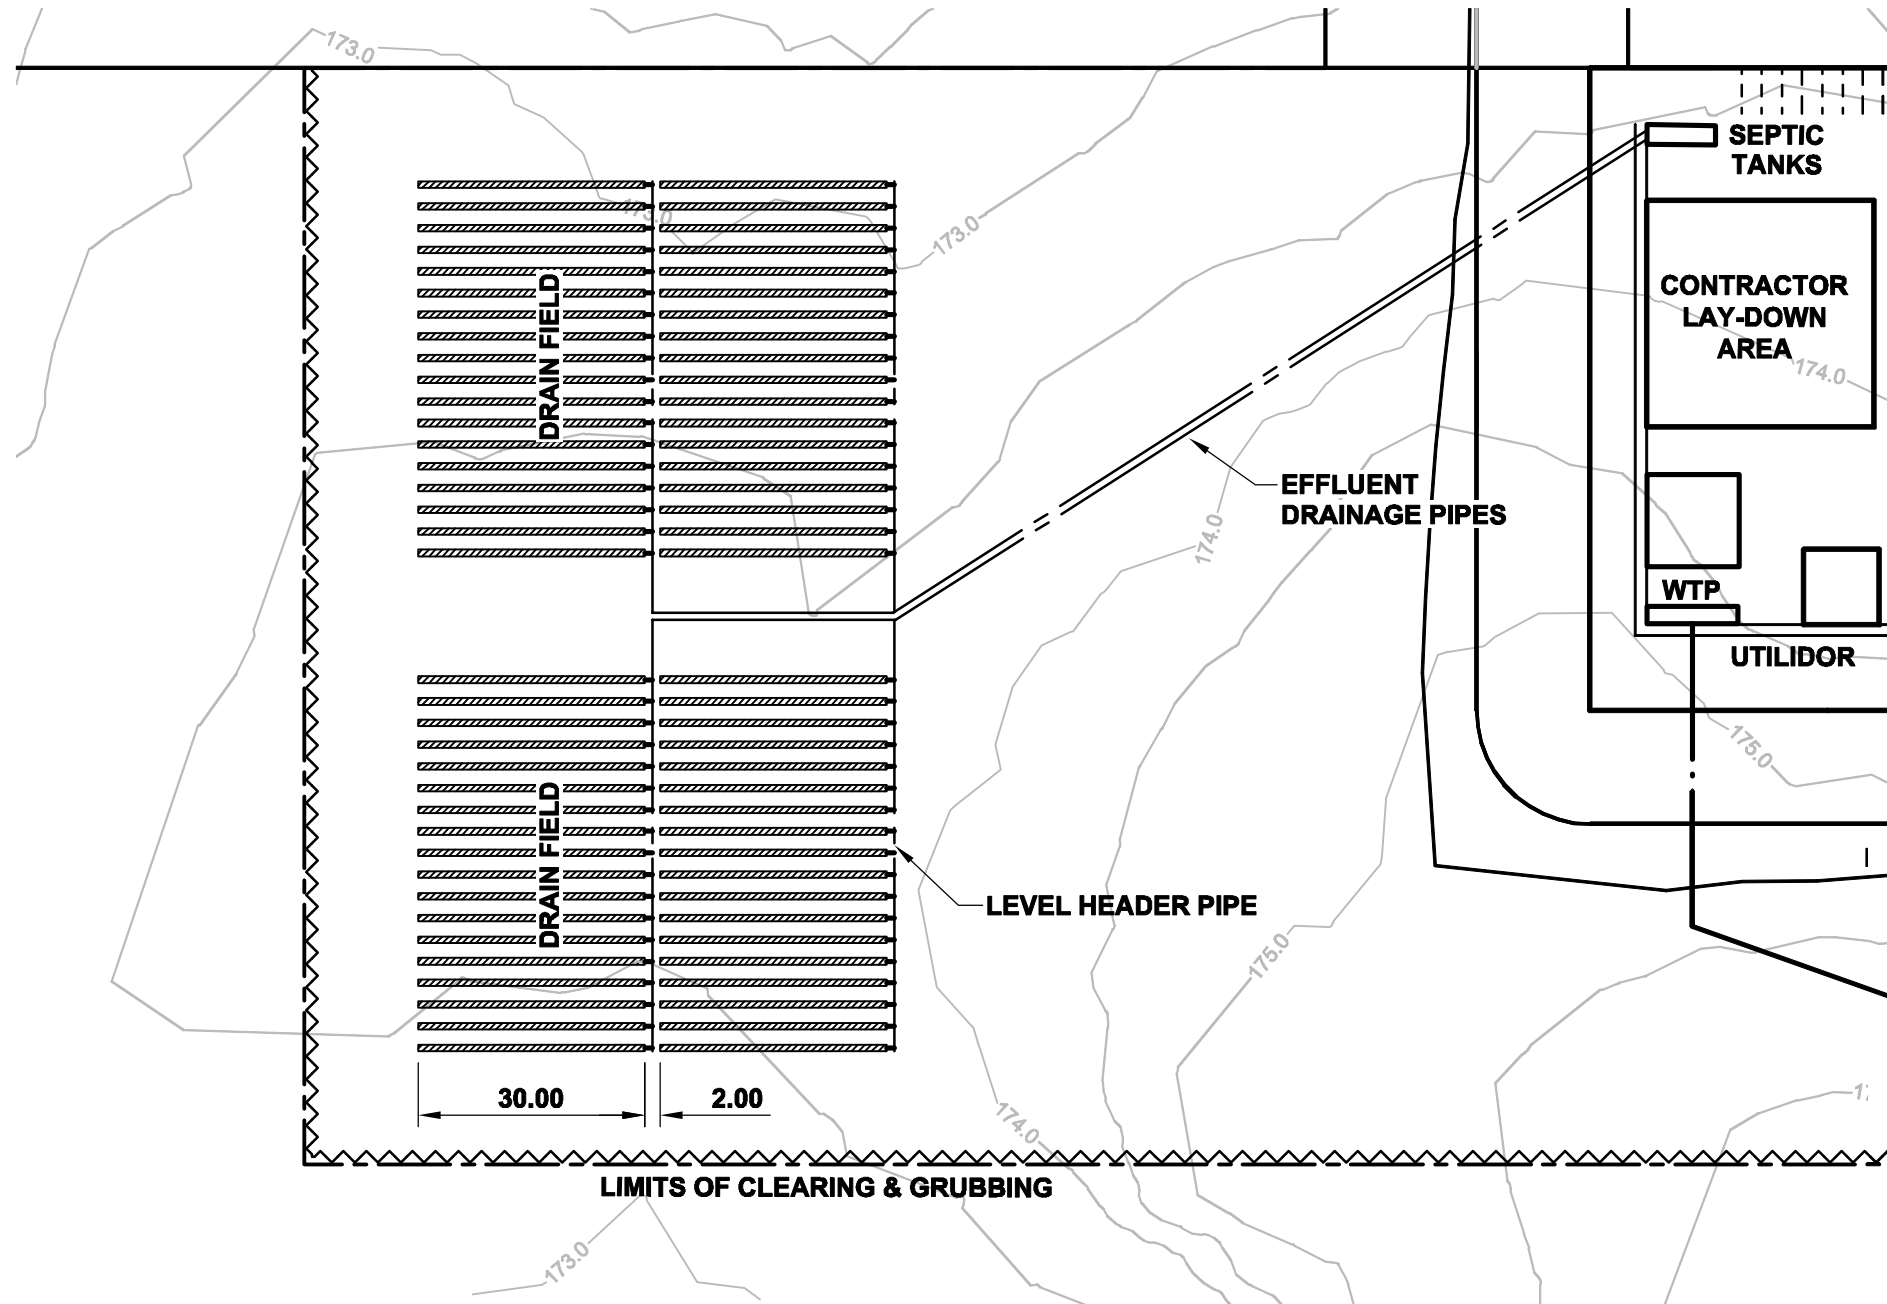 173.0
SEPTIC
TANKS
173.0
173.0
CONTRACTOR
LAY-DOWN
AREA
DRAIN FIELD
174.0
EFFLUENT
DRAINAGE PIPES
174.0
WTP
UTILIDOR
175.0
DRAIN FIELD
LEVEL HEADER PIPE
175.0
30.00
2.00
174.0
LIMITS OF CLEARING & GRUBBING
173.0